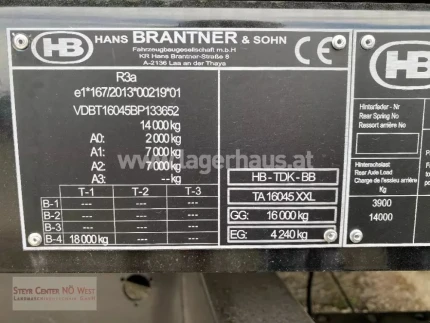 HB HANS BRANTNER & SOHN
Fahrzeugbaugesellschaft m.b.H
KR Hans Brantner-Straße 8
A-2136 Laa an der Thaya
CE
R3a
e1*167/2013*00219*01
VDBT16045BP133652
14 000 kg
A0: 2 000 kg
A1: 7 000 kg
A2: 7 000 kg
A3: -- kg
T-1 T-2 T-3
B-1 --- --- ---
B-2 --- --- ---
B-3 --- --- ---
B-4 18 000 kg --- ---
HB - TDK - BB
TA 16045 XXL
GG: 16 000 kg
EG: 4 240 kg
HB
Hinterfeder - Nr
Rear Spring No
Ressort arrière No
Hinterachslast
Rear Axle Load
Charge de l'essieu arrière
Kg
3900
14000
www.lagerhaus.at
STEYR CENTER NÖ WEST